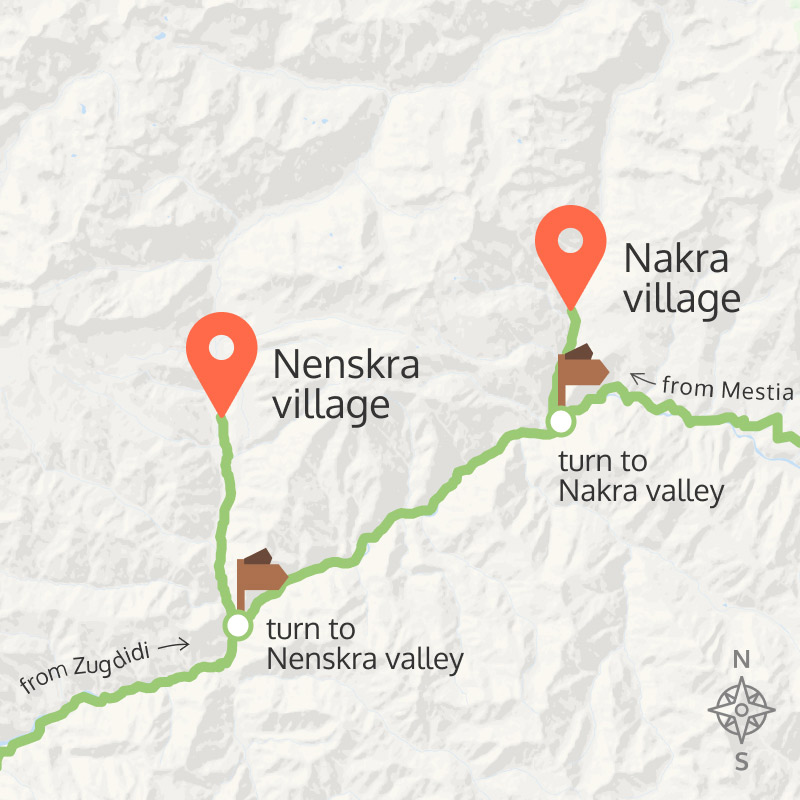 Nakra
village
Nenskra
village
from Mestia
turn to
Nakra valley
turn to
Nenskra valley
from Zugdidi
N
S